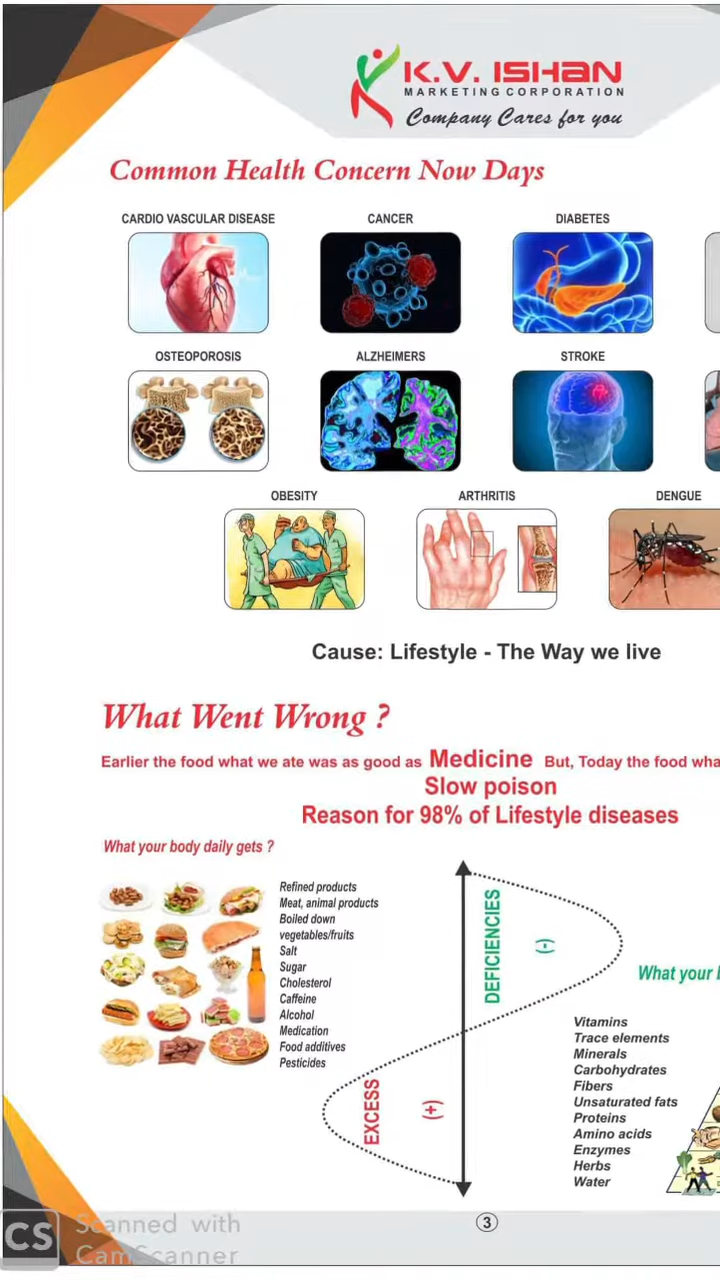 K.V. ISHAN
MARKETING CORPORATION
Company Cares for you
Common Health Concern Now Days
CARDIO VASCULAR DISEASE
CANCER
DIABETES
OSTEOPOROSIS
ALZHEIMERS
STROKE
OBESITY
ARTHRITIS
DENGUE
Cause: Lifestyle - The Way we live
What Went Wrong ?
Earlier the food what we ate was as good as Medicine But, Today the food wha
Slow poison
Reason for 98% of Lifestyle diseases
What your body daily gets ?
Refined products
Meat, animal products
Boiled down
vegetables/fruits
Salt
Sugar
Cholesterol
Caffeine
Alcohol
Medication
Food additives
Pesticides
DEFICIENCIES
(-)
EXCESS
(+)
What your
Vitamins
Trace elements
Minerals
Carbohydrates
Fibers
Unsaturated fats
Proteins
Amino acids
Enzymes
Herbs
Water
3
CS
Scanned with
CamScanner